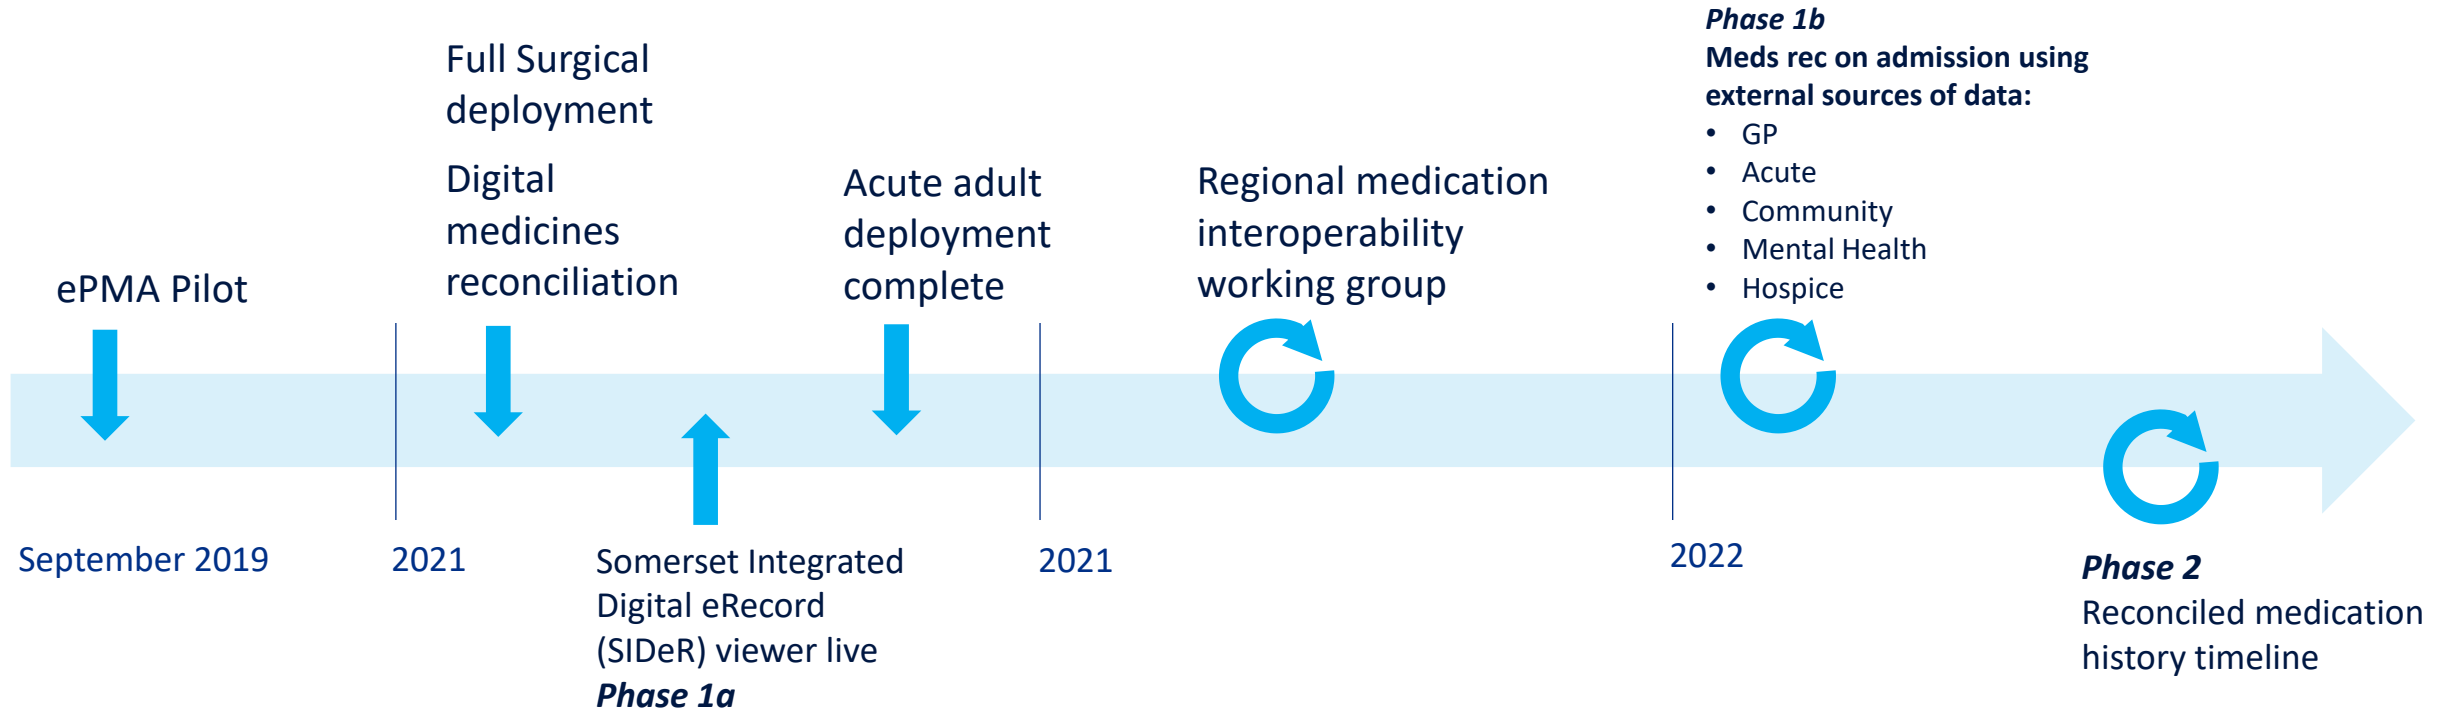 ePMA Pilot
Full Surgical
deployment
Digital
medicines
reconciliation
Acute adult
deployment
complete
Regional medication
interoperability
working group
Phase 1b
Meds rec on admission using
external sources of data:
• GP
• Acute
• Community
• Mental Health
• Hospice
September 2019
2021
Somerset Integrated
Digital eRecord
(SIDeR) viewer live
Phase 1a
2021
2022
Phase 2
Reconciled medication
history timeline